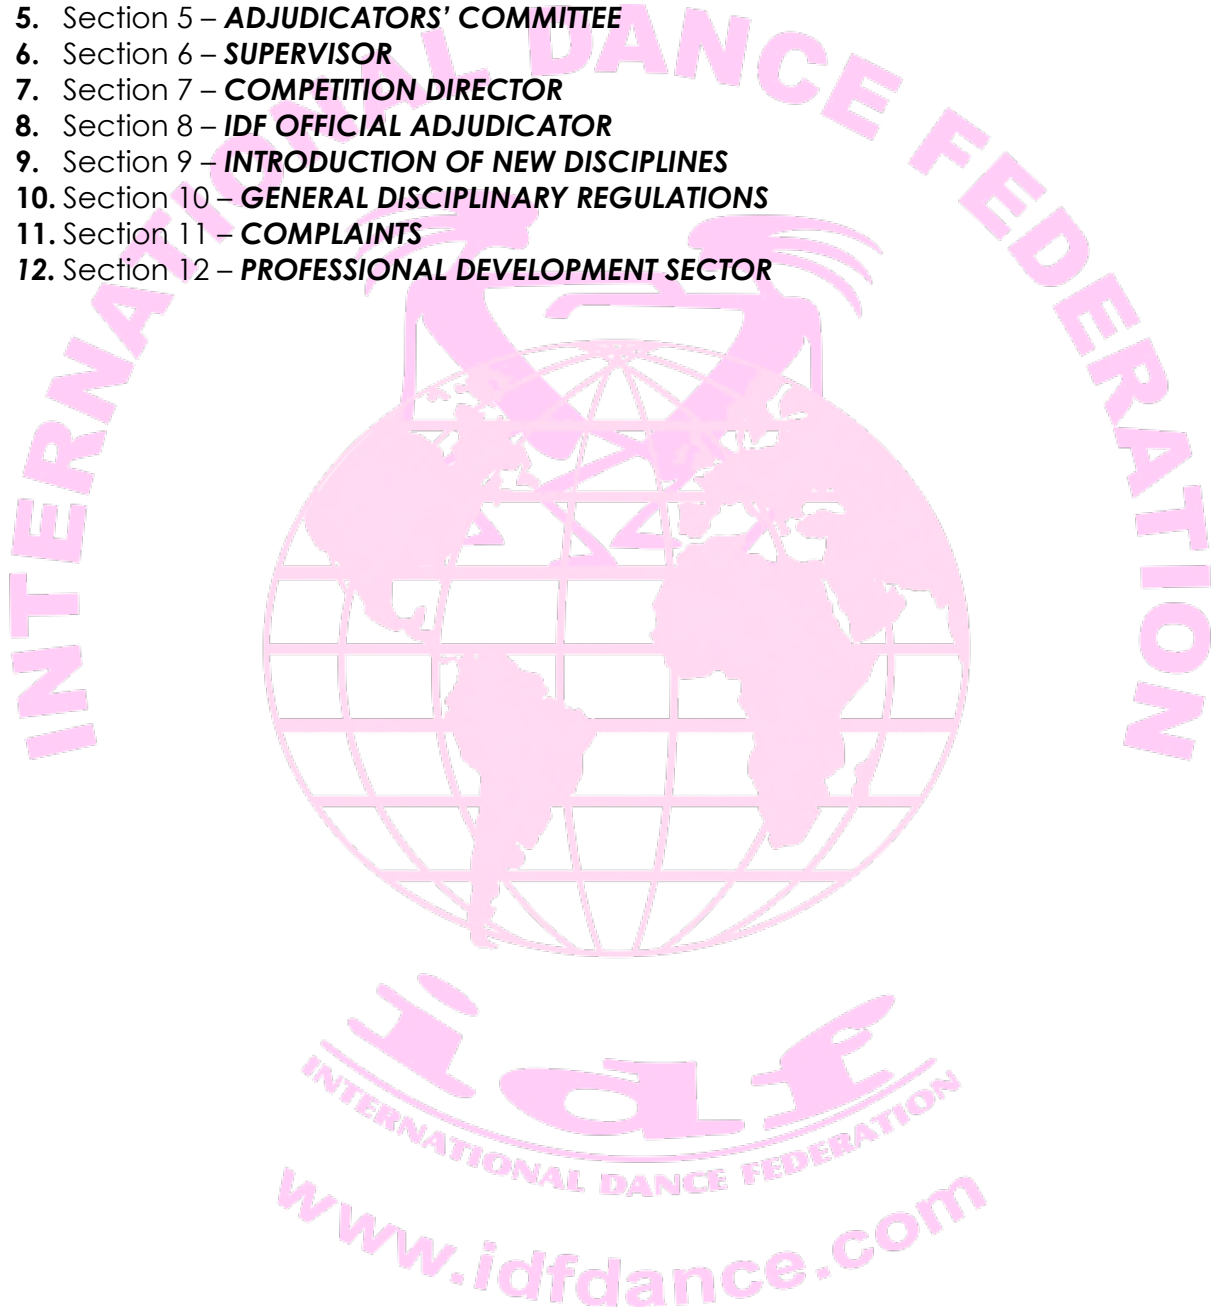 5. Section 5 – ADJUDICATORS' COMMITTEE
6. Section 6 – SUPERVISOR
7. Section 7 – COMPETITION DIRECTOR
8. Section 8 – IDF OFFICIAL ADJUDICATOR
9. Section 9 – INTRODUCTION OF NEW DISCIPLINES
10. Section 10 – GENERAL DISCIPLINARY REGULATIONS
11. Section 11 – COMPLAINTS
12. Section 12 – PROFESSIONAL DEVELOPMENT SECTOR
INTERNATIONAL DANCE FEDERATION
idf
INTERNATIONAL DANCE FEDERATION
www.idfdance.com